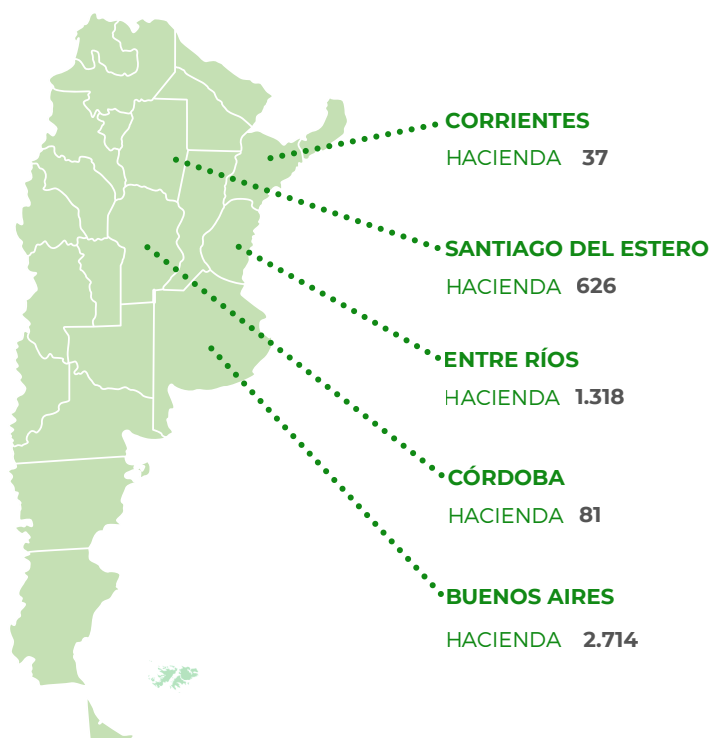 CORRIENTES
HACIENDA 37
SANTIAGO DEL ESTERO
HACIENDA 626
ENTRE RÍOS
HACIENDA 1.318
CÓRDOBA
HACIENDA 81
BUENOS AIRES
HACIENDA 2.714